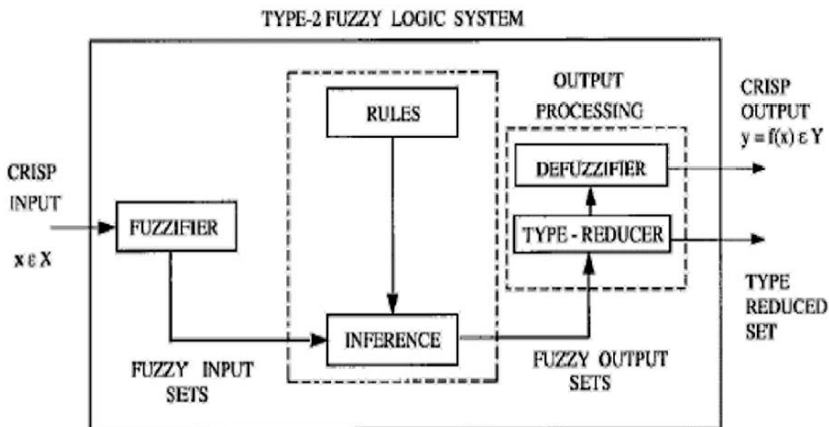 TYPE-2 FUZZY LOGIC SYSTEM
CRISP
INPUT
x ε X
FUZZIFIER
FUZZY INPUT
SETS
RULES
INFERENCE
OUTPUT
PROCESSING
DEFUZZIFIER
TYPE - REDUCER
FUZZY OUTPUT
SETS
CRISP
OUTPUT
y = f(x) ε Y
TYPE
REDUCED
SET